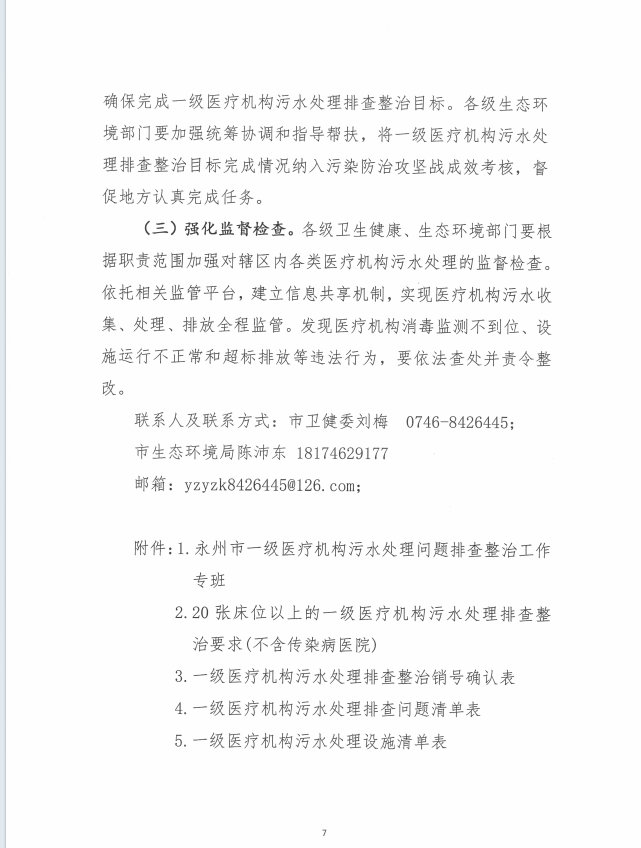 确保完成一级医疗机构污水处理排查整治目标。各级生态环
境部门要加强统筹协调和指导帮扶，将一级医疗机构污水处
理排查整治目标完成情况纳入污染防治攻坚战成效考核，督
促地方认真完成任务。
（三）强化监督检查。各级卫生健康、生态环境部门要根
据职责范围加强对辖区内各类医疗机构污水处理的监督检查。
依托相关监管平台，建立信息共享机制，实现医疗机构污水收
集、处理、排放全程监管。发现医疗机构消毒监测不到位、设
施运行不正常和超标排放等违法行为，要依法查处并责令整
改。
联系人及联系方式：市卫健委刘梅 0746-8426445；
市生态环境局陈沛东 18174629177
邮箱：yzyzk8426445@126.com；
附件：1.永州市一级医疗机构污水处理问题排查整治工作
专班
2.20 张床位以上的一级医疗机构污水处理排查整
治要求(不含传染病医院)
3.一级医疗机构污水处理排查整治销号确认表
4.一级医疗机构污水处理排查问题清单表
5.一级医疗机构污水处理设施清单表
7